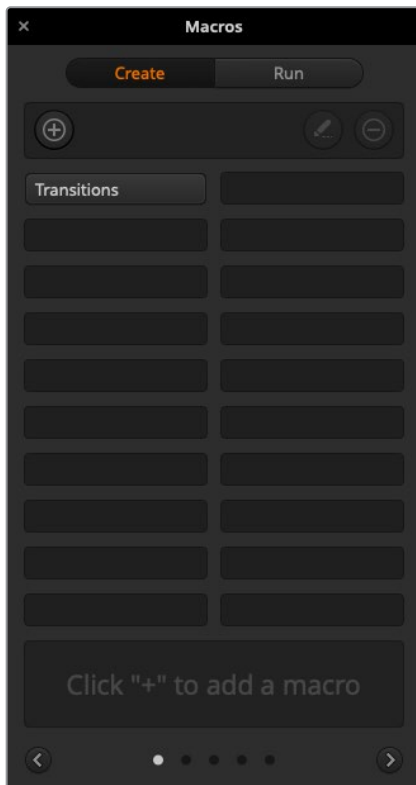 Macros
Create
Run
Transitions
Click "+" to add a macro